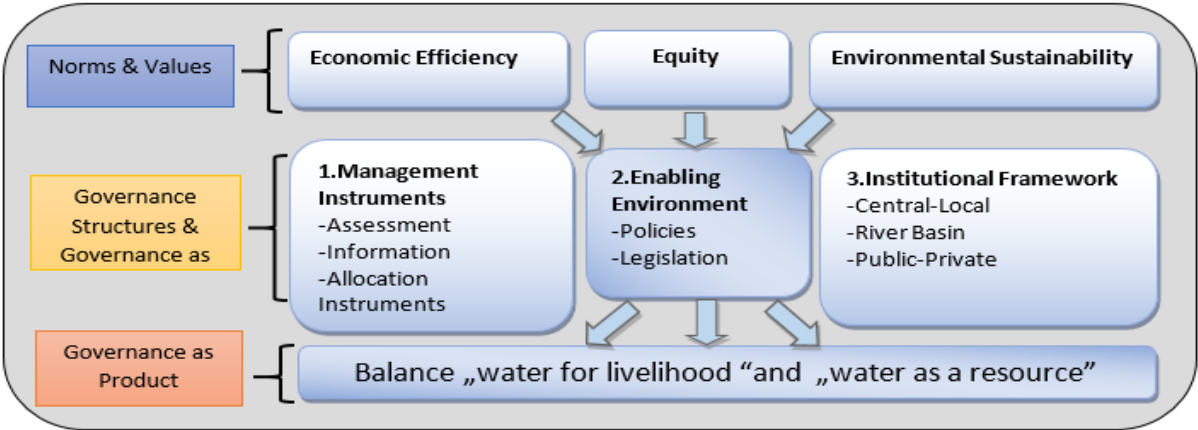 Norms & Values
Economic Efficiency
Equity
Environmental Sustainability
Governance
Structures &
Governance as
1.Management
Instruments
-Assessment
-Information
-Allocation
Instruments
2.Enabling
Environment
-Policies
-Legislation
3.Institutional Framework
-Central-Local
-River Basin
-Public-Private
Governance as
Product
Balance „water for livelihood “and „water as a resource”